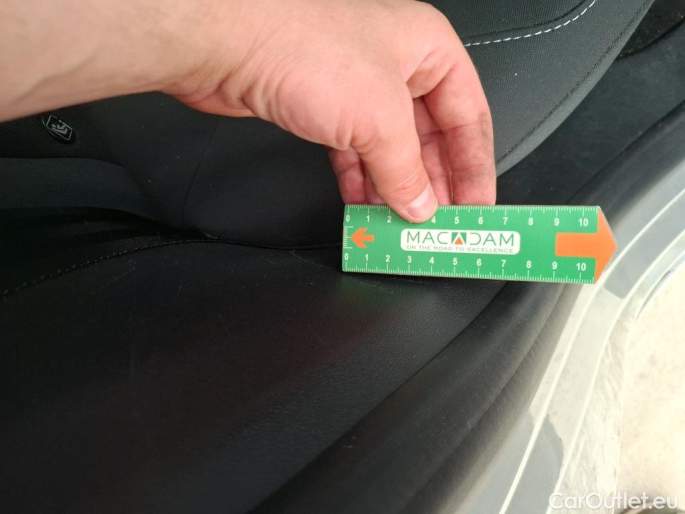 0 1 2 4 5 6 7 8 9 10
MACADAM
ON THE ROAD TO EXCELLENCE
0 1 2 3 4 5 6 7 8 9 10
CarOutlet.eu